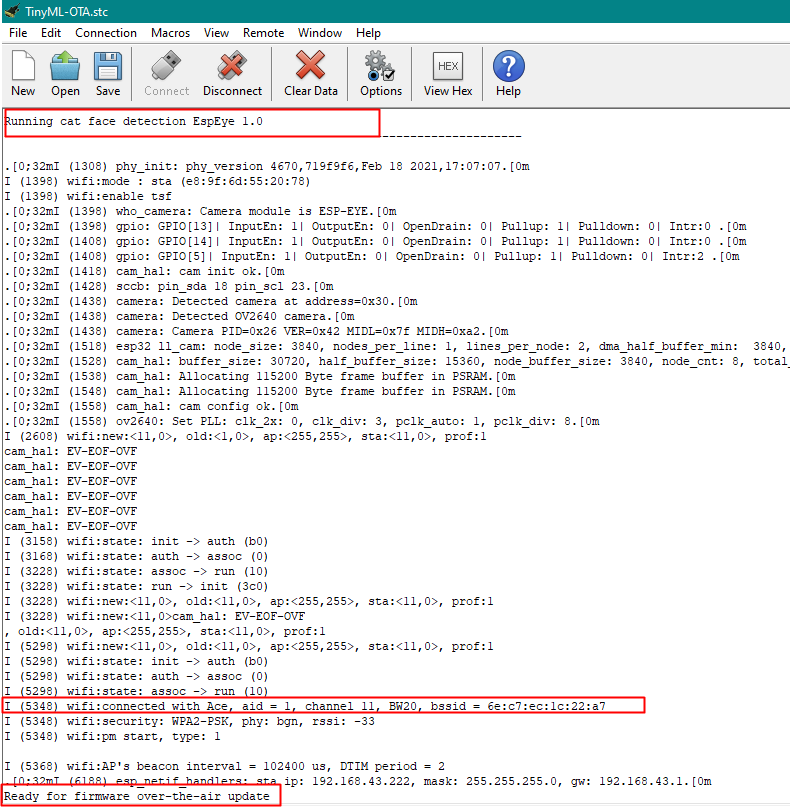 TinyML-OTA.stc
File Edit Connection Macros View Remote Window Help
New Open Save Connect Disconnect Clear Data Options HEX View Hex ? Help
Running cat face detection EspEye 1.0
--------------------
.[0;32mI (1308) phy_init: phy_version 4670,719f9f6,Feb 18 2021,17:07:07.[0m
I (1398) wifi:mode : sta (e8:9f:6d:55:20:78)
I (1398) wifi:enable tsf
.[0;32mI (1398) who_camera: Camera module is ESP-EYE.[0m
.[0;32mI (1398) gpio: GPIO[13]| InputEn: 1| OutputEn: 0| OpenDrain: 0| Pullup: 1| Pulldown: 0| Intr:0 .[0m
.[0;32mI (1408) gpio: GPIO[14]| InputEn: 1| OutputEn: 0| OpenDrain: 0| Pullup: 1| Pulldown: 0| Intr:0 .[0m
.[0;32mI (1408) gpio: GPIO[5]| InputEn: 1| OutputEn: 0| OpenDrain: 0| Pullup: 1| Pulldown: 0| Intr:2 .[0m
.[0;32mI (1418) cam_hal: cam init ok.[0m
.[0;32mI (1428) sccb: pin_sda 18 pin_scl 23.[0m
.[0;32mI (1438) camera: Detected camera at address=0x30.[0m
.[0;32mI (1438) camera: Detected OV2640 camera.[0m
.[0;32mI (1438) camera: Camera PID=0x26 VER=0x42 MIDL=0x7f MIDH=0xa2.[0m
.[0;32mI (1518) esp32 ll_cam: node_size: 3840, nodes_per_line: 1, lines_per_node: 2, dma_half_buffer_min:  3840,
.[0;32mI (1528) cam_hal: buffer_size: 30720, half_buffer_size: 15360, node_buffer_size: 3840, node_cnt: 8, total_
.[0;32mI (1538) cam_hal: Allocating 115200 Byte frame buffer in PSRAM.[0m
.[0;32mI (1548) cam_hal: Allocating 115200 Byte frame buffer in PSRAM.[0m
.[0;32mI (1558) cam_hal: cam config ok.[0m
.[0;32mI (1558) ov2640: Set PLL: clk_2x: 0, clk_div: 3, pclk_auto: 1, pclk_div: 8.[0m
I (2608) wifi:new:<11,0>, old:<1,0>, ap:<255,255>, sta:<11,0>, prof:1
cam_hal: EV-EOF-OVF
cam_hal: EV-EOF-OVF
cam_hal: EV-EOF-OVF
cam_hal: EV-EOF-OVF
cam_hal: EV-EOF-OVF
cam_hal: EV-EOF-OVF
I (3158) wifi:state: init -> auth (b0)
I (3168) wifi:state: auth -> assoc (0)
I (3228) wifi:state: assoc -> run (10)
I (3228) wifi:state: run -> init (3c0)
I (3228) wifi:new:<11,0>, old:<11,0>, ap:<255,255>, sta:<11,0>, prof:1
I (3228) wifi:new:<11,0>cam_hal: EV-EOF-OVF
, old:<11,0>, ap:<255,255>, sta:<11,0>, prof:1
I (5298) wifi:new:<11,0>, old:<11,0>, ap:<255,255>, sta:<11,0>, prof:1
I (5298) wifi:state: init -> auth (b0)
I (5298) wifi:state: auth -> assoc (0)
I (5298) wifi:state: assoc -> run (10)
I (5348) wifi:connected with Ace, aid = 1, channel 11, BW20, bssid = 6e:c7:ec:1c:22:a7
I (5348) wifi:security: WPA2-PSK, phy: bgn, rssi: -33
I (5348) wifi:pm start, type: 1
I (5368) wifi:AP's beacon interval = 102400 us, DTIM period = 2
.[0;32mI (6188) esp_netif_handlers: sta ip: 192.168.43.222, mask: 255.255.255.0, gw: 192.168.43.1.[0m
Ready for firmware over-the-air update